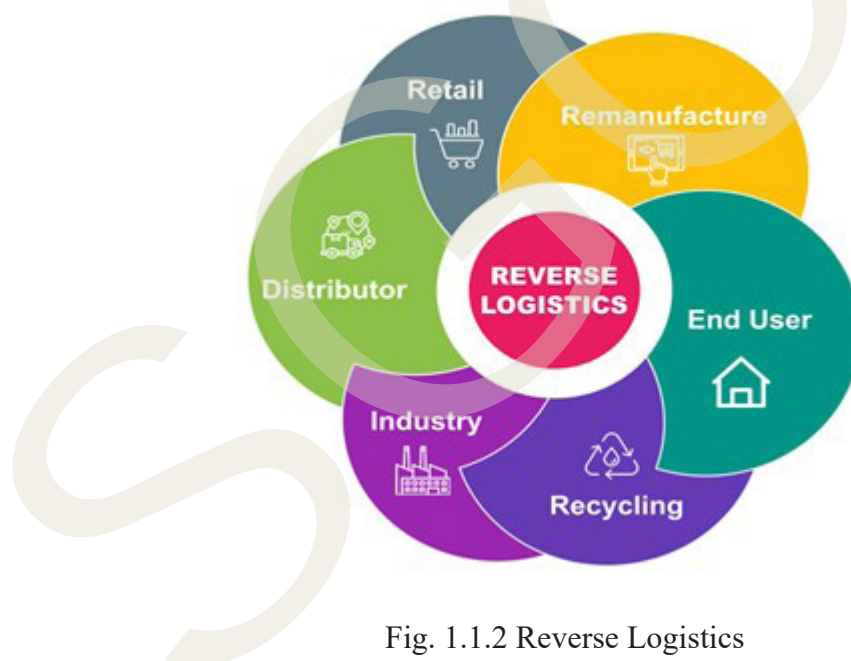 Retail
Remanufacture
Distributor
REVERSE
LOGISTICS
End User
Industry
Recycling
Fig. 1.1.2 Reverse Logistics